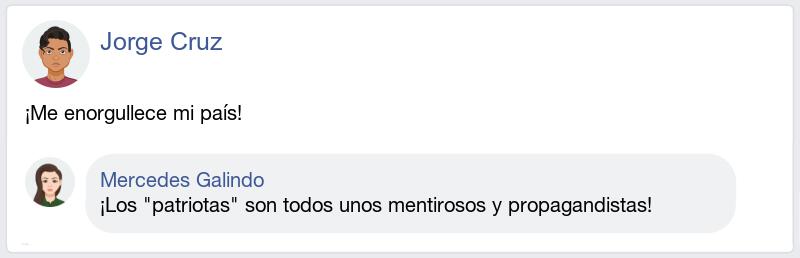 Jorge Cruz
¡Me enorgullece mi país!
Mercedes Galindo
¡Los "patriotas" son todos unos mentirosos y propagandistas!